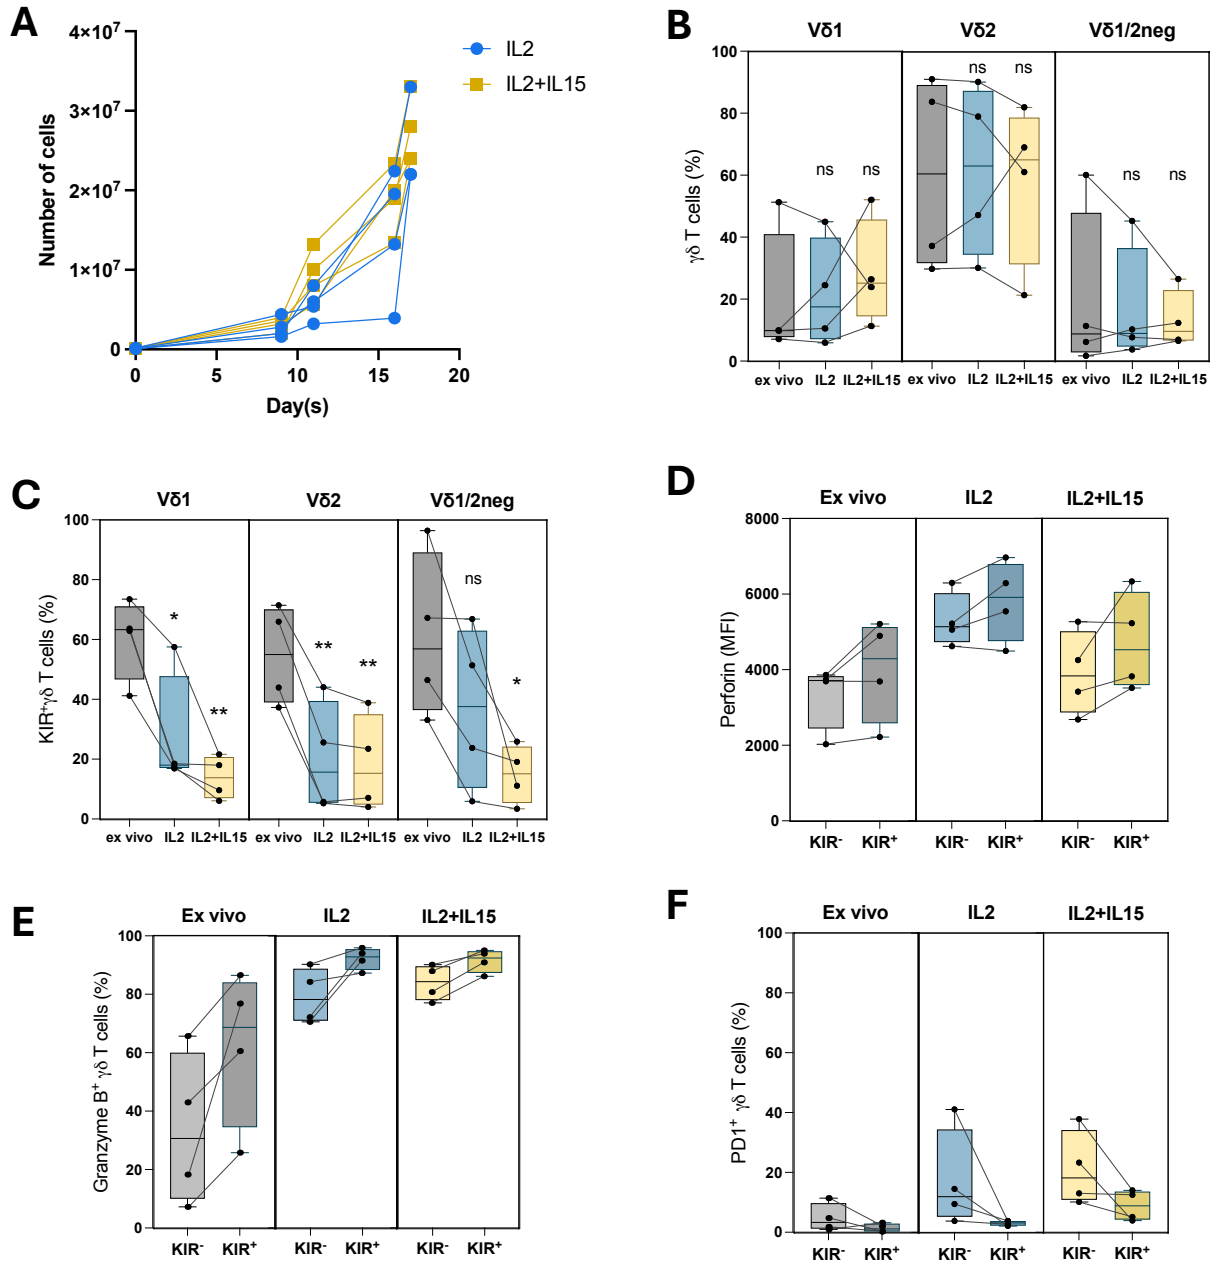 A
4×10⁷
3×10⁷
2×10⁷
1×10⁷
0
Number of cells
0 5 10 15 20
Day(s)
IL2
IL2+IL15
B
Vδ1 Vδ2 Vδ1/2neg
100
80
60
40
20
0
γδ T cells (%)
ns ns ns ns ns ns
ex vivo IL2 IL2+IL15 ex vivo IL2 IL2+IL15 ex vivo IL2 IL2+IL15
C
Vδ1 Vδ2 Vδ1/2neg
100
80
60
40
20
0
KIR⁺γδ T cells (%)
* ** ** ** ns *
ex vivo IL2 IL2+IL15 ex vivo IL2 IL2+IL15 ex vivo IL2 IL2+IL15
D
Ex vivo IL2 IL2+IL15
8000
6000
4000
2000
0
Perforin (MFI)
KIR⁻ KIR⁺ KIR⁻ KIR⁺ KIR⁻ KIR⁺
E
Ex vivo IL2 IL2+IL15
100
80
60
40
20
0
Granzyme B⁺ γδ T cells (%)
KIR⁻ KIR⁺ KIR⁻ KIR⁺ KIR⁻ KIR⁺
F
Ex vivo IL2 IL2+IL15
100
80
60
40
20
0
PD1⁺ γδ T cells (%)
KIR⁻ KIR⁺ KIR⁻ KIR⁺ KIR⁻ KIR⁺